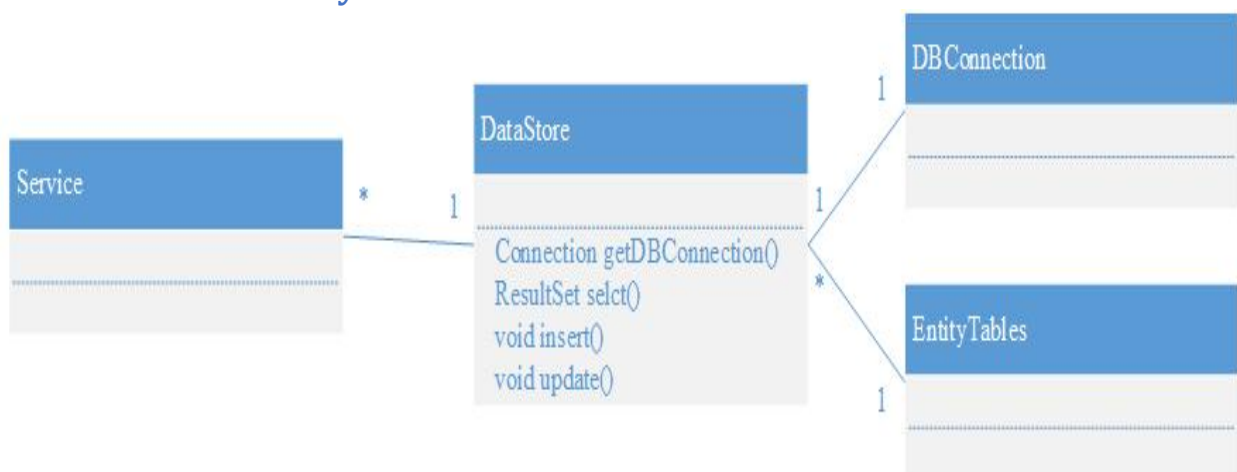 Service
*
1
DataStore
Connection getDBConnection()
ResultSet selct()
void insert()
void update()
1
*
1
DBConnection
1
EntityTables